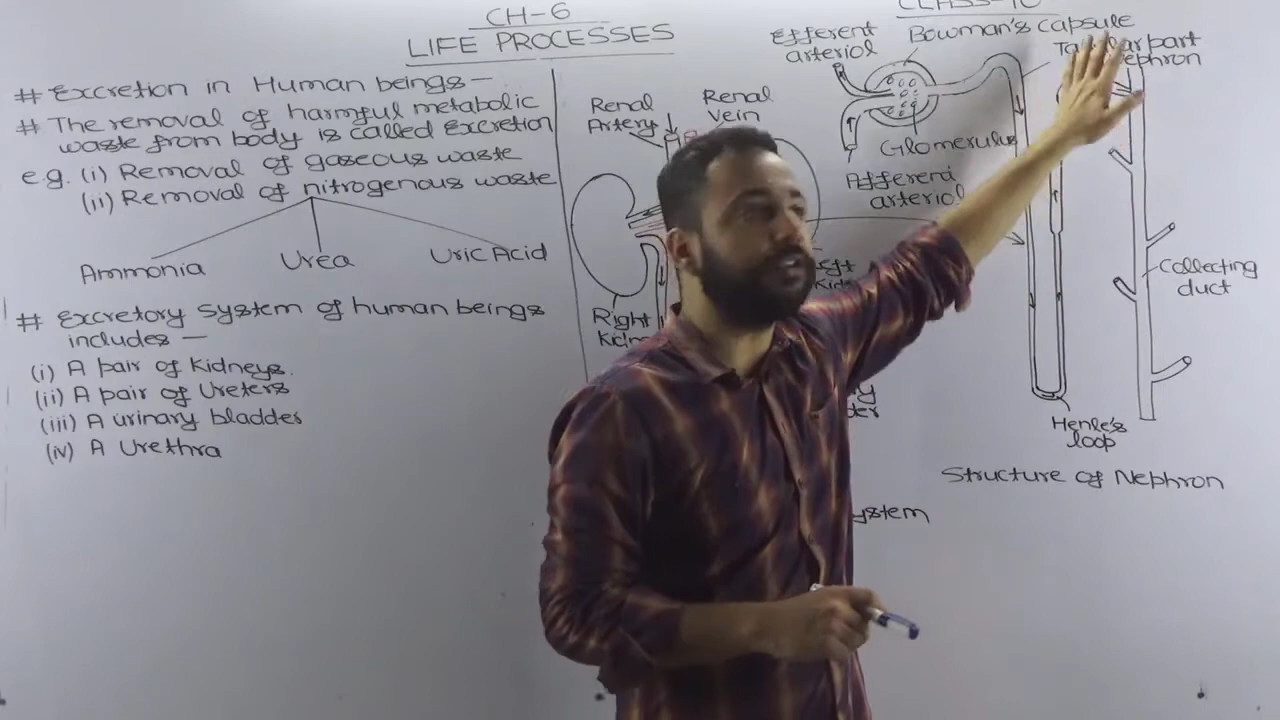 CH-6
LIFE PROCESSES
CLASS-10
# Excretion in Human beings -
# The removal of harmful metabolic
waste from body is called Excretion
e.g. (i) Removal of gaseous waste
(ii) Removal of nitrogenous waste
Ammonia Urea Uric Acid
# Excretory system of human beings
includes -
(i) A pair of Kidneys.
(ii) A pair of Ureters
(iii) A urinary bladder
(iv) A Urethra
Renal
Artery
Renal
Vein
Right
Efferent
arteriol
Bowman's capsule
part
Glomerulus
Afferent
arteriol
Collecting
duct
Henle's
loop
Structure of Nephron